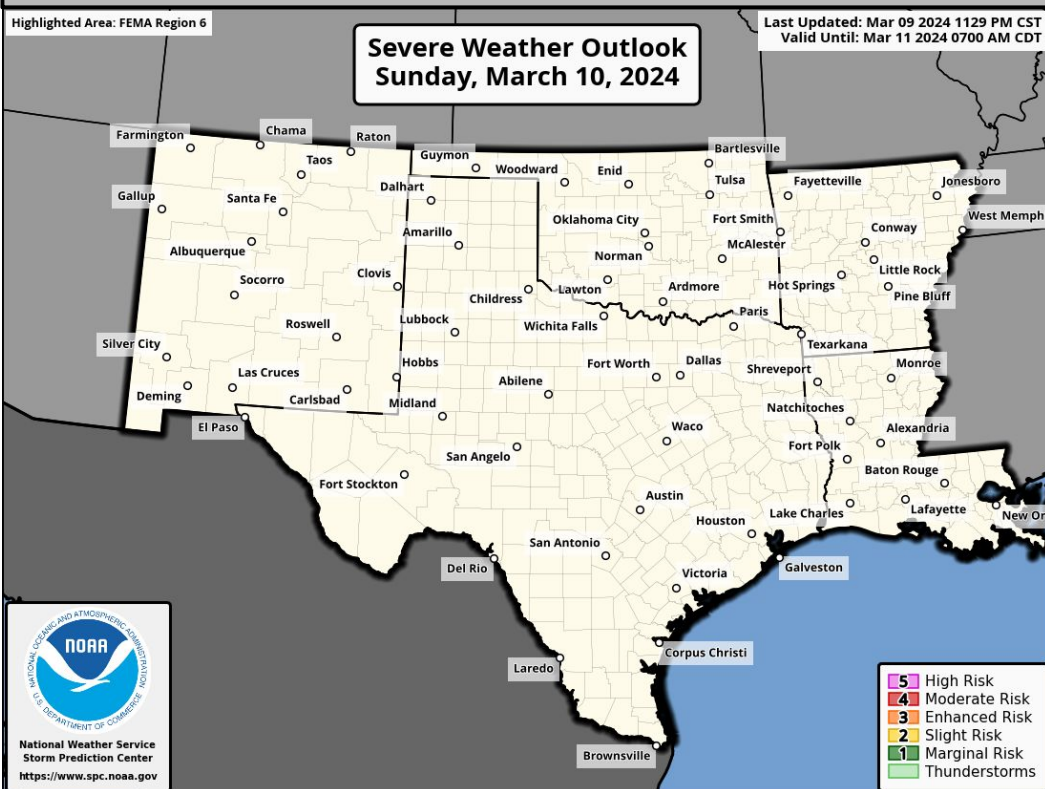 Highlighted Area: FEMA Region 6
Last Updated: Mar 09 2024 1129 PM CST
Valid Until: Mar 11 2024 0700 AM CDT
Severe Weather Outlook
Sunday, March 10, 2024
Farmington
Chama
Raton
Taos
Guymon
Woodward
Enid
Bartlesville
Tulsa
Fayetteville
Jonesboro
Gallup
Santa Fe
Dalhart
Oklahoma City
Fort Smith
West Memph
Amarillo
Conway
Albuquerque
Norman
McAlester
Socorro
Clovis
Childress
Lawton
Ardmore
Hot Springs
Little Rock
Pine Bluff
Roswell
Lubbock
Wichita Falls
Paris
Texarkana
Silver City
Hobbs
Fort Worth
Dallas
Shreveport
Monroe
Las Cruces
Abilene
Deming
Carlsbad
Midland
Natchitoches
El Paso
Waco
Alexandria
San Angelo
Fort Polk
Fort Stockton
Baton Rouge
Austin
Lake Charles
Lafayette
New Or
Houston
San Antonio
Del Rio
Galveston
Victoria
Corpus Christi
Laredo
Brownsville
NATIONAL OCEANIC AND ATMOSPHERIC ADMINISTRATION
NOAA
U.S. DEPARTMENT OF COMMERCE
National Weather Service
Storm Prediction Center
https://www.spc.noaa.gov
5 High Risk
4 Moderate Risk
3 Enhanced Risk
2 Slight Risk
1 Marginal Risk
Thunderstorms